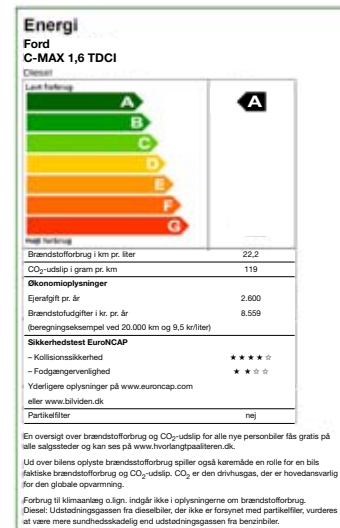 Energi
Ford
C-MAX 1,6 TDCI
Diesel
Lavt forbrug
A
A
B
C
D
E
F
G
Højt forbrug
Brændstofforbrug i km pr. liter 22,2
CO₂-udslip i gram pr. km 119
Økonomioplysninger
Ejerafgift pr. år 2.600
Brændstofudgifter i kr. pr. år 8.559
(beregningseksempel ved 20.000 km og 9,5 kr/liter)
Sikkerhedstest EuroNCAP
– Kollisionssikkerhed ★★★★☆
– Fodgængervenlighed ★★☆☆
Yderligere oplysninger på www.euroncap.com
eller www.bilviden.dk
Partikelfilter nej
En oversigt over brændstofforbrug og CO₂-udslip for alle nye personbiler fås gratis på
alle salgssteder og kan ses på www.hvorlangtpaaliteren.dk.
Ud over bilens oplyste brændsstofforbrug spiller også køremåde en rolle for en bils
faktiske brændstofforbrug og CO₂-udslip. CO₂ er en drivhusgas, der er hovedansvarlig
for den globale opvarmning.
Forbrug til klimaanlæg o.lign. indgår ikke i oplysningerne om brændstofforbrug.
Diesel: Udstødningsgassen fra dieselbiler, der ikke er forsynet med partikelfilter, vurderes
at være mere sundhedsskadelig end udstødningsgassen fra benzinbiler.